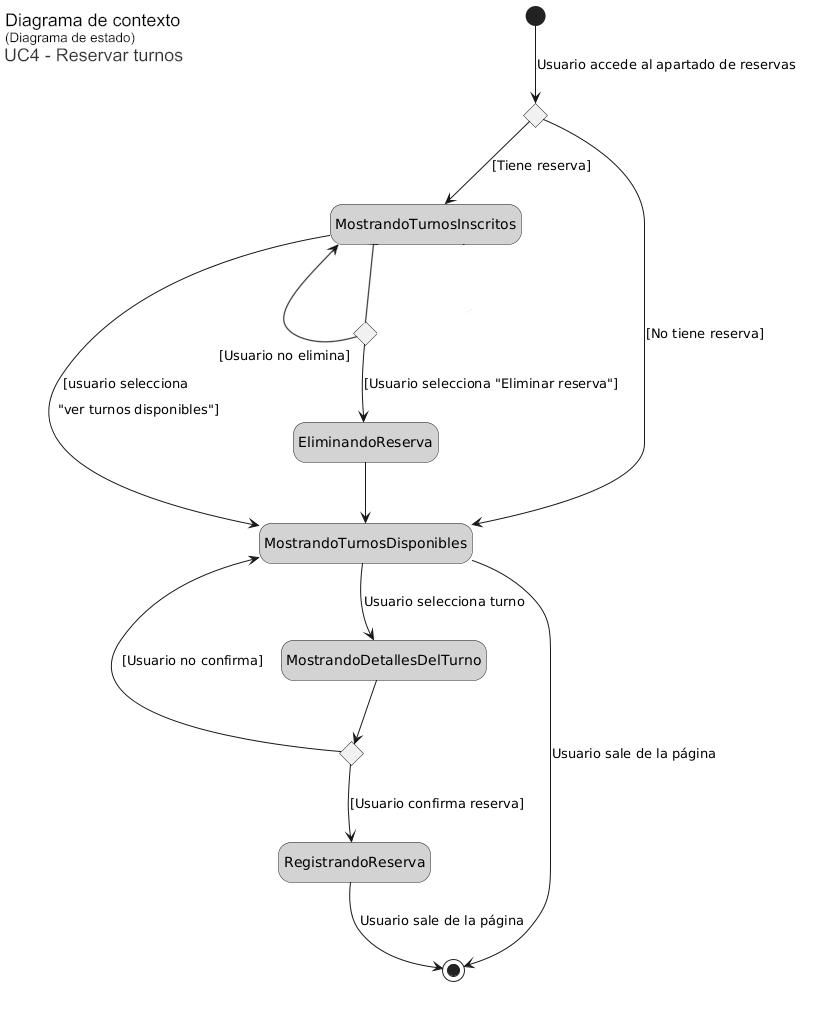 Diagrama de contexto
(Diagrama de estado)
UC4 - Reservar turnos
Usuario accede al apartado de reservas
[Tiene reserva]
MostrandoTurnosInscritos
[No tiene reserva]
[Usuario no elimina]
[usuario selecciona
"ver turnos disponibles"]
[Usuario selecciona "Eliminar reserva"]
EliminandoReserva
MostrandoTurnosDisponibles
Usuario selecciona turno
[Usuario no confirma]
MostrandoDetallesDelTurno
Usuario sale de la página
[Usuario confirma reserva]
RegistrandoReserva
Usuario sale de la página